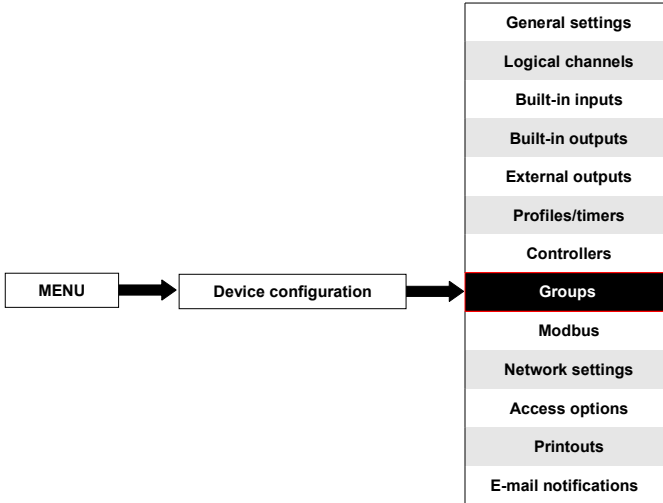 General settings
Logical channels
Built-in inputs
Built-in outputs
External outputs
Profiles/timers
Controllers
MENU
Device configuration
Groups
Modbus
Network settings
Access options
Printouts
E-mail notifications